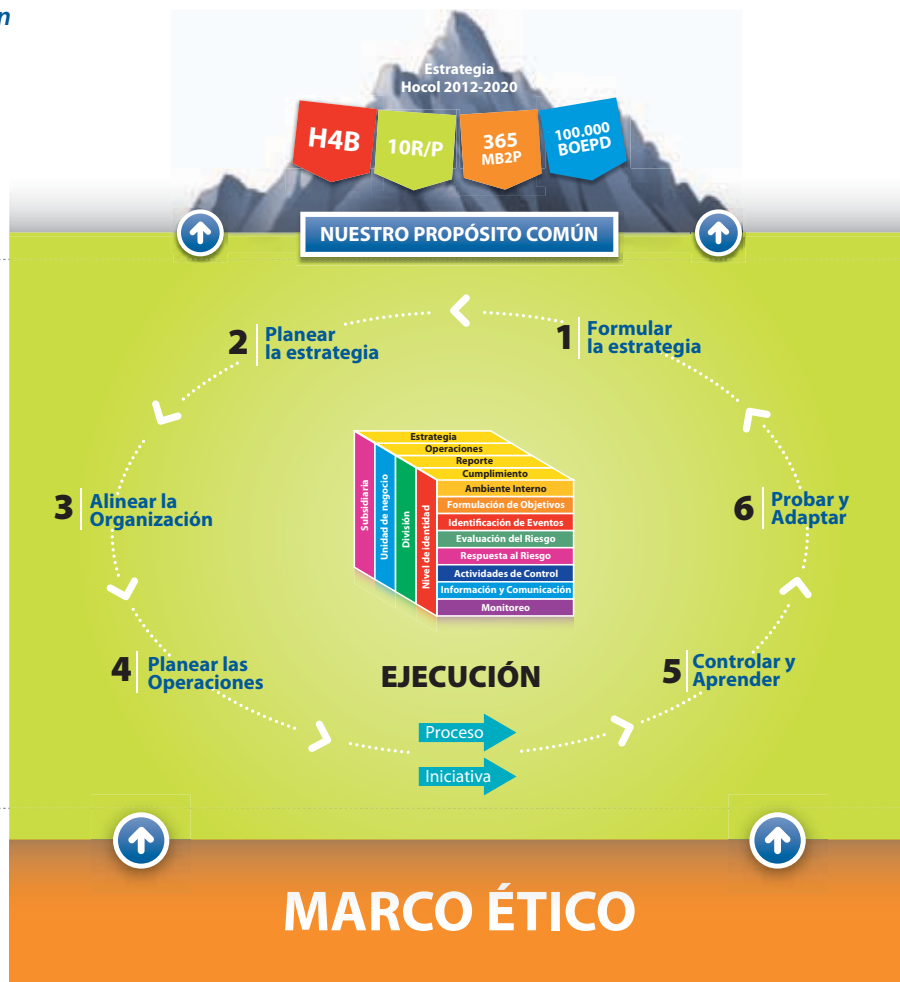 n
Estrategia
Hocol 2012-2020
H4B
10R/P
365
MB2P
100.000
BOEPD
NUESTRO PROPÓSITO COMÚN
1 Formular
la estrategia
2 Planear
la estrategia
3 Alinear la
Organización
4 Planear las
Operaciones
5 Controlar y
Aprender
6 Probar y
Adaptar
Estrategia
Operaciones
Reporte
Cumplimiento
Subsidiaria
Unidad de negocio
División
Nivel de identidad
Ambiente Interno
Formulación de Objetivos
Identificación de Eventos
Evaluación del Riesgo
Respuesta al Riesgo
Actividades de Control
Información y Comunicación
Monitoreo
EJECUCIÓN
Proceso
Iniciativa
MARCO ÉTICO